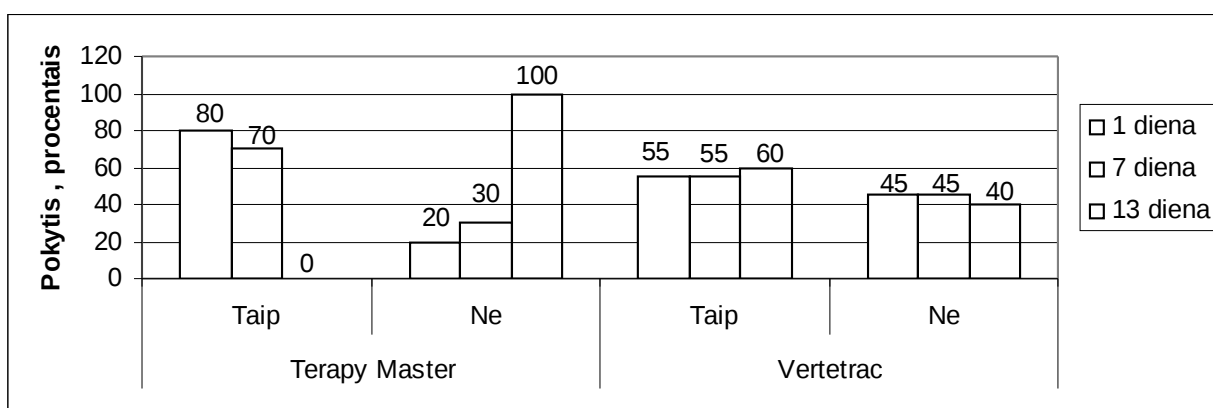 Pokytis , procentais
120
100
80
60
40
20
0
80
70
0
20
30
100
55
55
60
45
45
40
Taip
Ne
Taip
Ne
Terapy Master
Vertetrac
1 diena
7 diena
13 diena